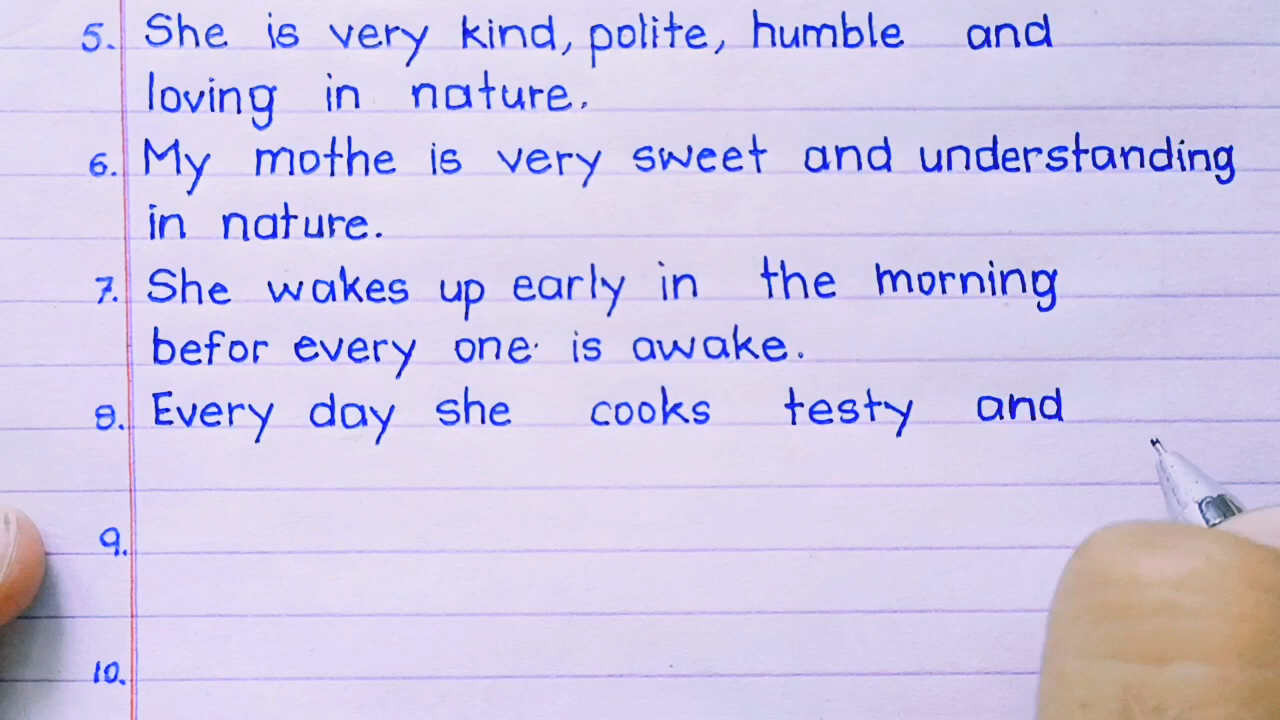 5. She is very kind, polite, humble and
loving in nature.
6. My mothe is very sweet and understanding
in nature.
7. She wakes up early in the morning
befor every one is awake.
8. Every day she cooks testy and
9.
10.